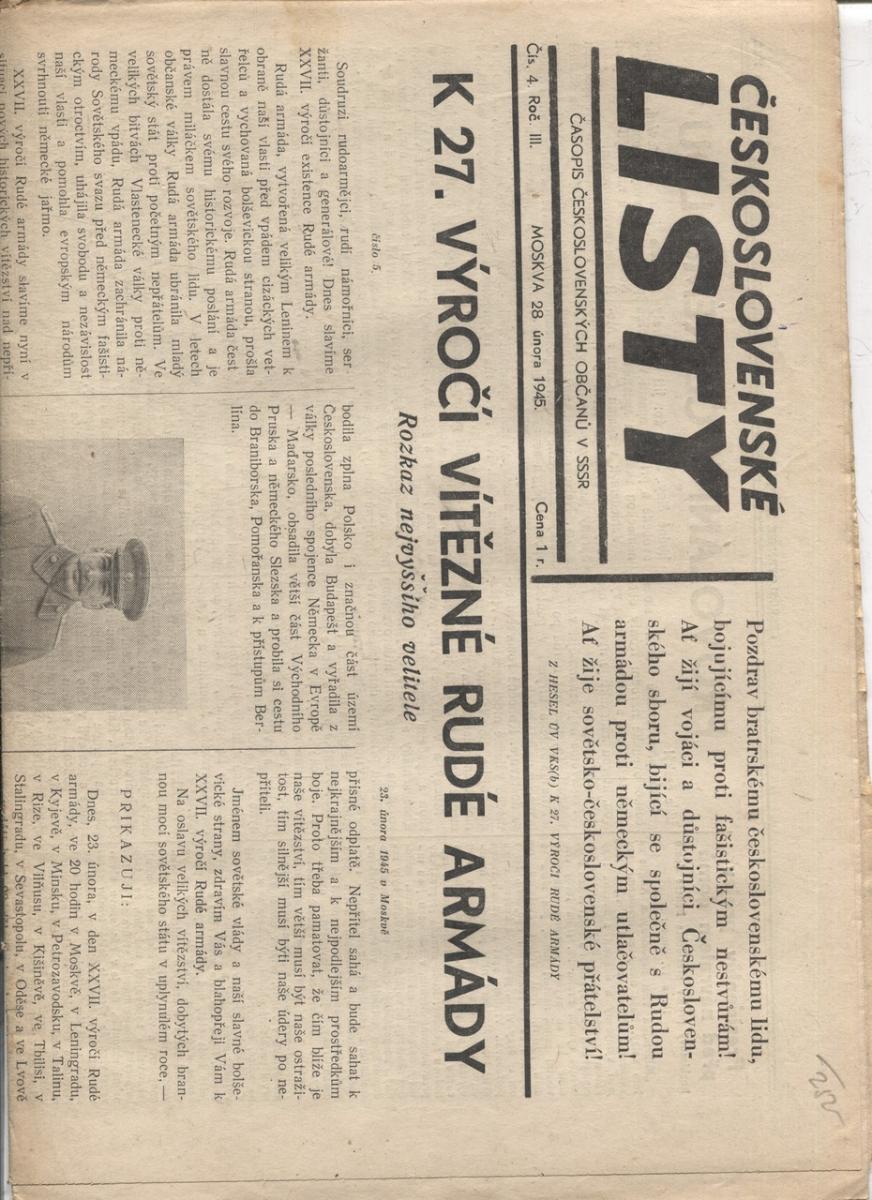 ČESKOSLOVENSKÉ
LISTY
ČASOPIS ČESKOSLOVENSKÝCH OBČANŮ V SSSR
Čís. 4. Roč. III. MOSKVA 28 února 1945. Cena 1 r.
Pozdrav bratrskému československému lidu,
bojujícímu proti fašistickým nestvůrám!
Ať žijí vojáci a důstojníci Českosloven-
ského sboru, bijící se společně s Rudou
armádou proti německým utlačovatelům!
Ať žije sovětsko-československé přátelství!
Z HESEL ÚV VKS(b) K 27. VÝROČÍ RUDÉ ARMÁDY
K 27. VÝROČÍ VÍTĚZNÉ RUDÉ ARMÁDY
Rozkaz nejvyššího velitele
číslo 5,
23. února 1945 v Moskvě
Soudruzi rudoarmějci, rudí námořníci, ser-
žanti, důstojníci a generálové! Dnes slavíme
XXVII. výročí existence Rudé armády.
Rudá armáda, vytvořená velikým Leninem k
obraně naší vlasti před vpádem cizáckých vet-
řelců a vychovaná bolševickou stranou, prošla
slavnou cestu svého rozvoje. Rudá armáda čest
ně dostála svému historickému poslání a je
právem miláčkem sovětského lidu. V letech
občanské války Rudá armáda ubránila mladý
sovětský stát proti početným nepřátelům. Ve
velikých bitvách Vlastenecké války proti ně-
meckému vpádu, Rudá armáda zachránila ná-
rody Sovětského svazu před německým fašisti-
ckým otroctvím, uhájila svobodu a nezávislost
naší vlasti a pomohla evropským národům
svrhnouti německé jařmo.
XXVII. výročí Rudé armády slavíme nyní v
situaci nových historických vítězství nad nepří-
bodila zplna Polsko i značnou část území
Československa, dobyla Budapešť a vyřadila z
války posledního spojence Německa v Evropě
— Maďarsko, obsadila větší část Východního
Pruska a německého Slezska a probila si cestu
do Braniborska, Pomořanska a k přístupům Ber-
lína.
přísné odplatě. Nepřítel sahá a bude sahat k
nejkrajnějším a k nejpodlejším prostředkům
boje. Proto třeba pamatovat, že čím blíže je
naše vítězství, tím větší musí být naše ostraži-
tost, tím silnější musí býti naše údery po ne-
příteli.
Jménem sovětské vlády a naší slavné bolše-
vické strany, zdravím Vás a blahopřeji Vám k
XXVII. výročí Rudé armády.
Na oslavu velikých vítězství, dobytých bran-
nou mocí sovětského státu v uplynulém roce, —
PŘIKAZUJI:
Dnes, 23. února, v den XXVII. výročí Rudé
armády, ve 20 hodin v Moskvě, v Leningradu,
v Kyjevě, v Minsku, v Petrozavodsku, v Talinu,
v Rize, ve Vilňusu, v Kišiněvě, ve Tbilisi, v
Stalingradu, v Sevastopolu, v Oděse a ve Lvově